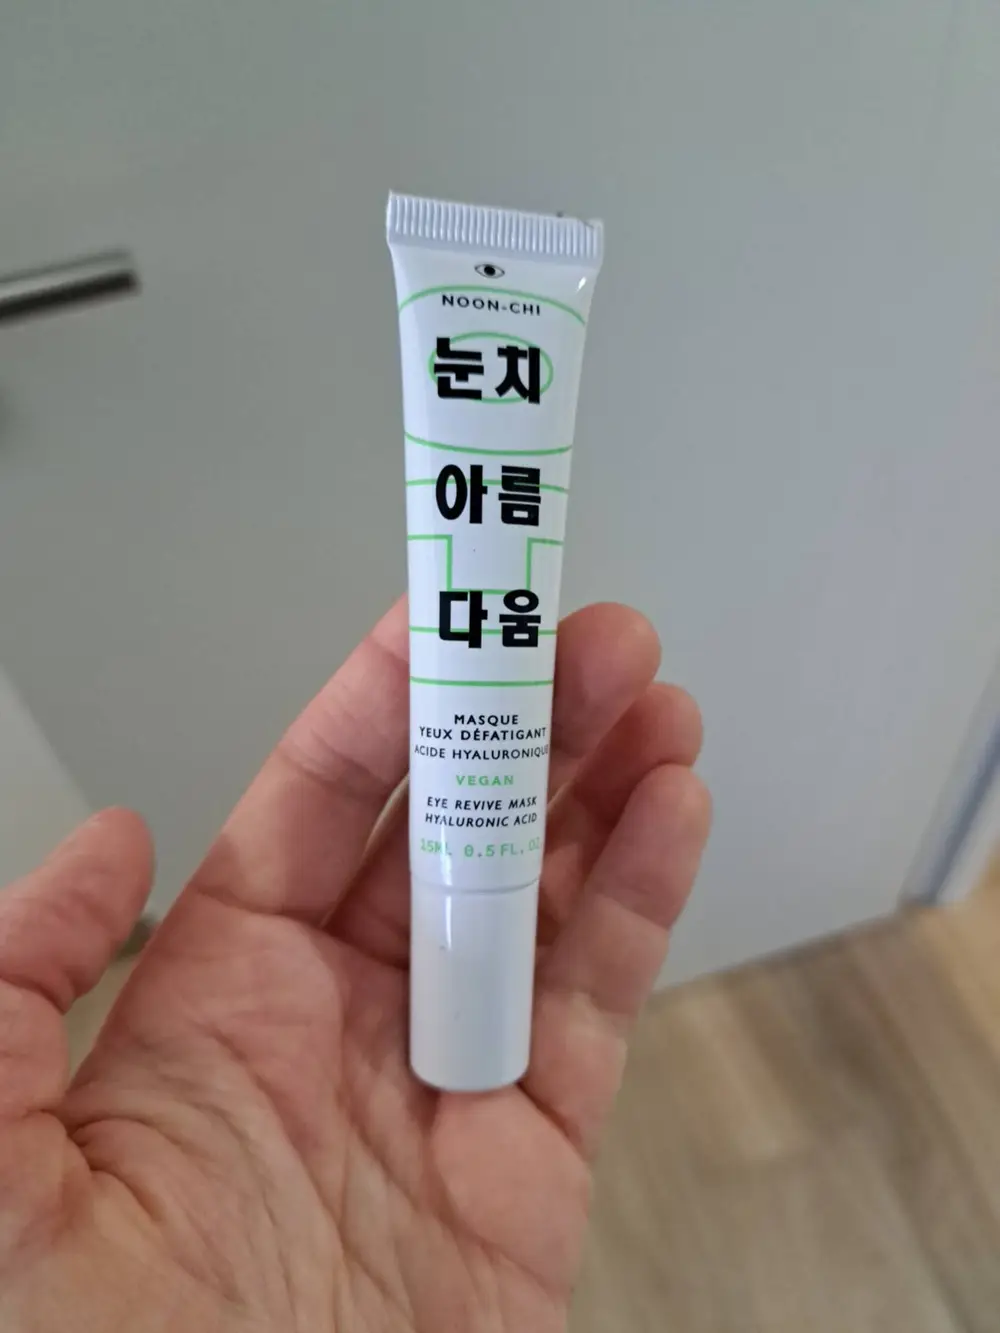 NOON-CHI
눈치
아름
다움
MASQUE
YEUX DÉFATIGANT
ACIDE HYALURONIQUE
VEGAN
EYE REVIVE MASK
HYALURONIC ACID
15ML 0.5 FL. OZ